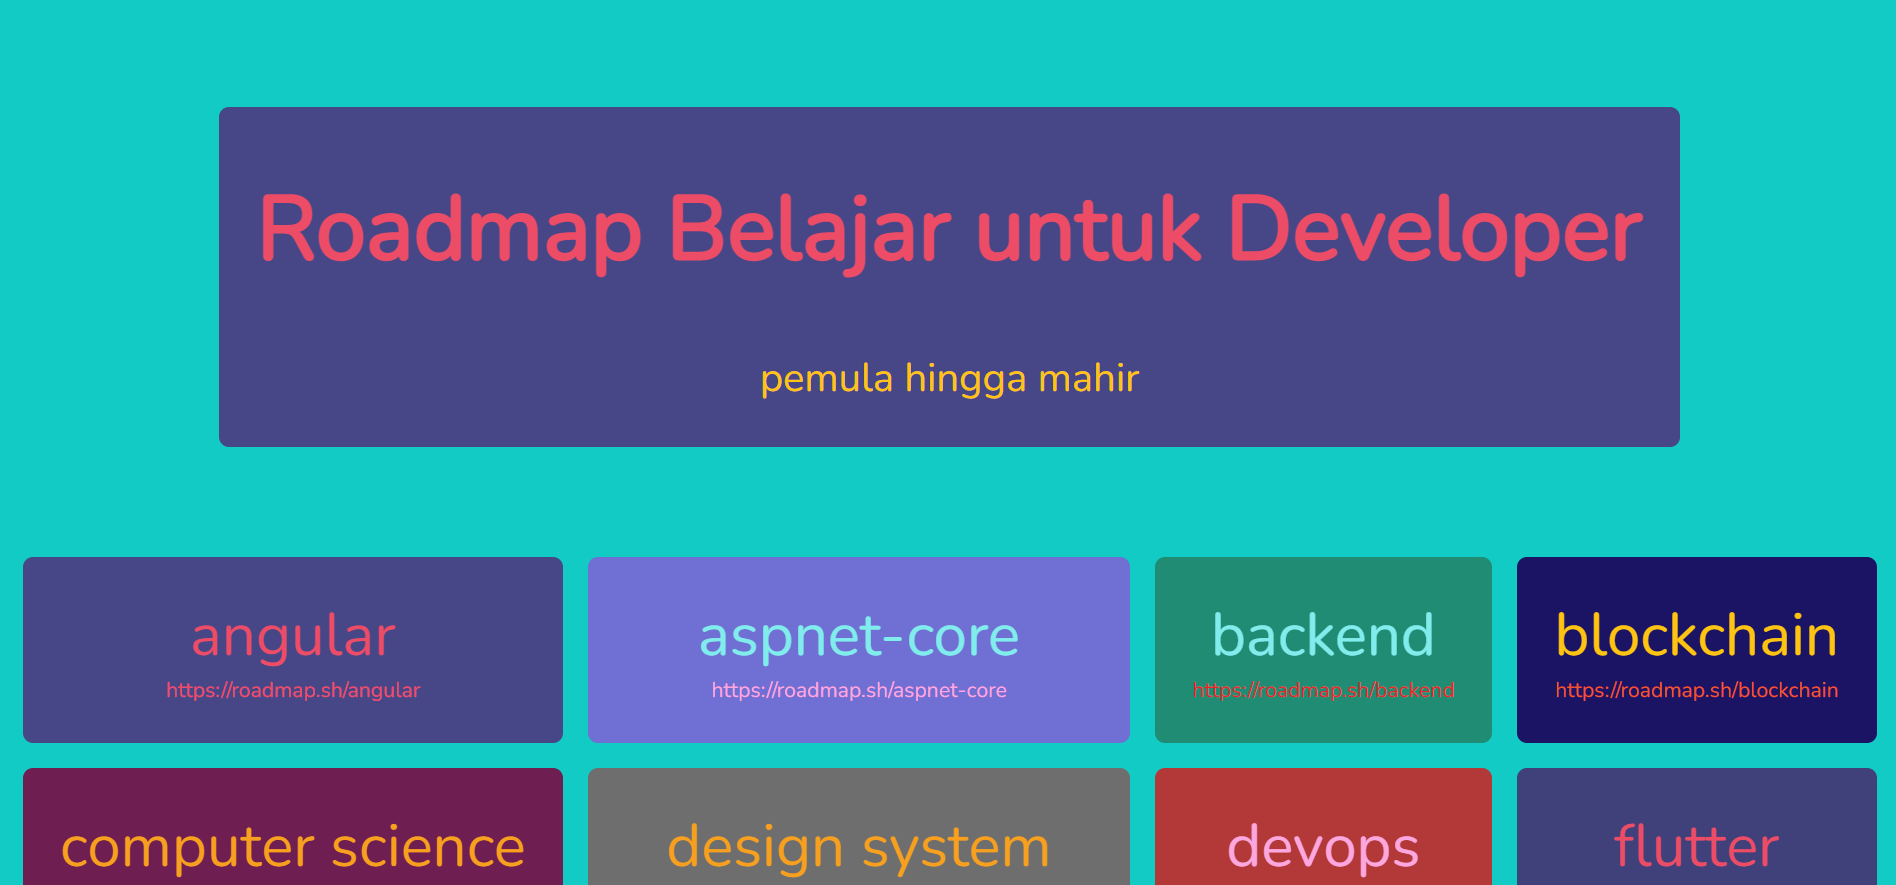 Roadmap Belajar untuk Developer
pemula hingga mahir
angular
https://roadmap.sh/angular
aspnet-core
https://roadmap.sh/aspnet-core
backend
https://roadmap.sh/backend
blockchain
https://roadmap.sh/blockchain
computer science
design system
devops
flutter